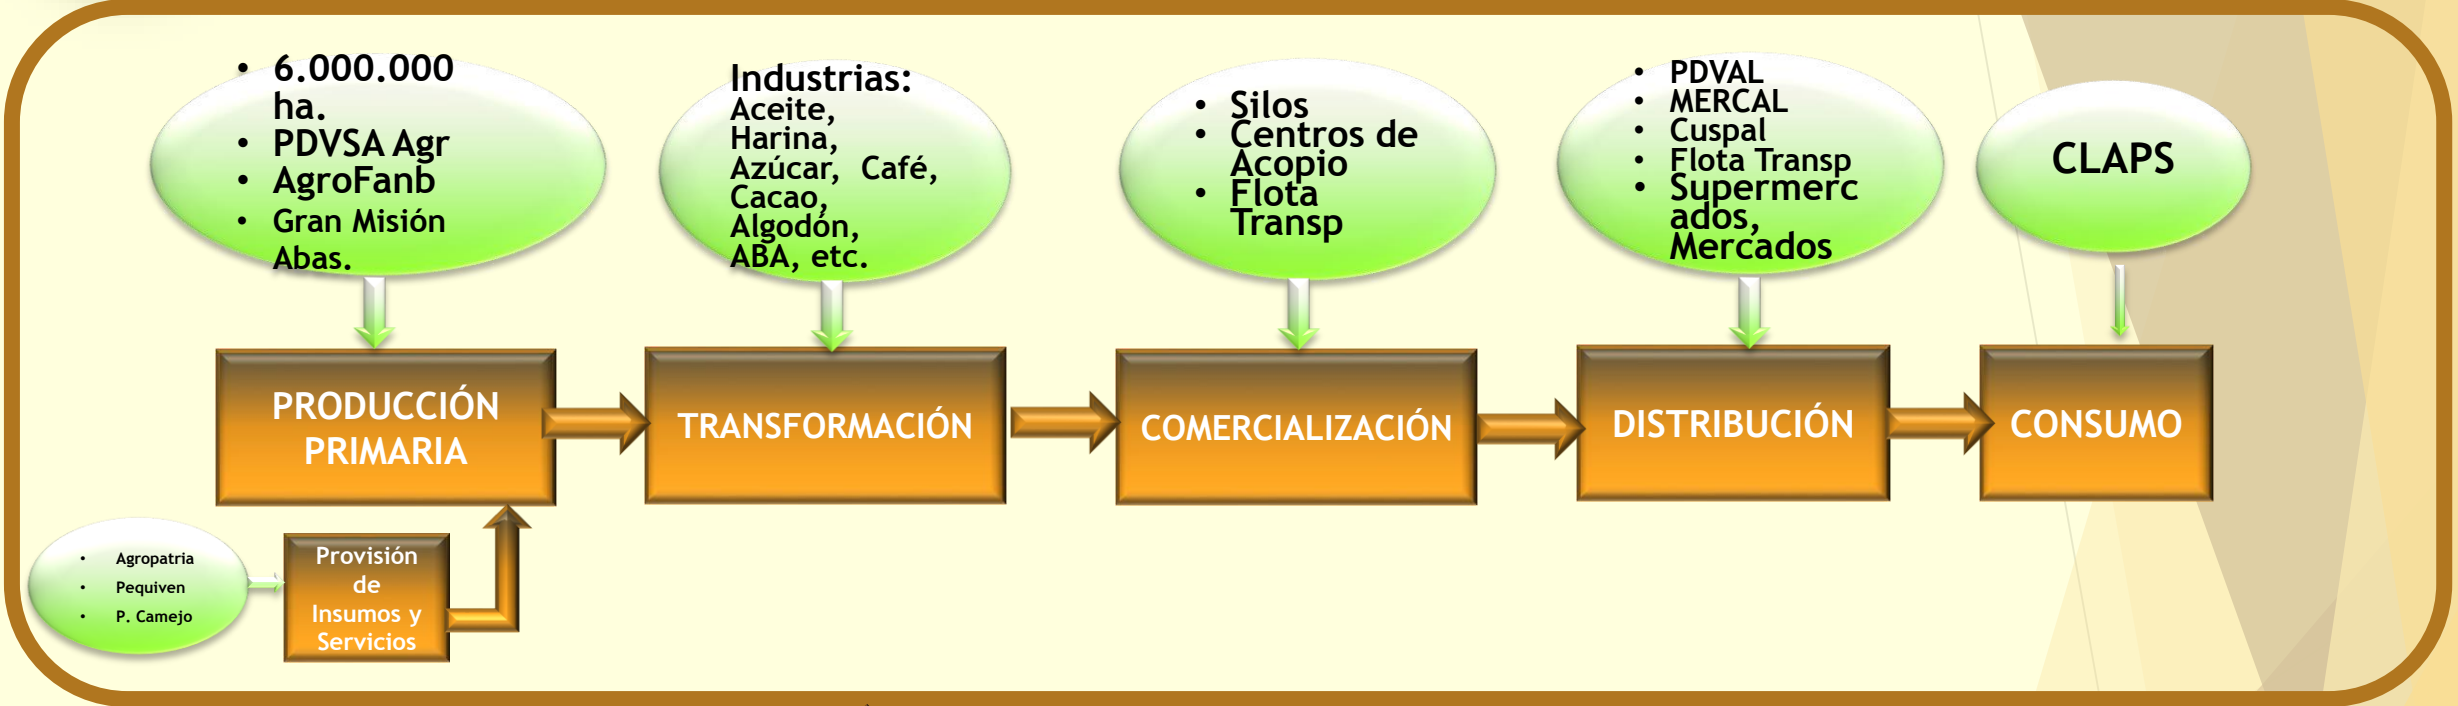 • 6.000.000
ha.
• PDVSA Agr
• AgroFanb
• Gran Misión
Abas.
Industrias:
Aceite,
Harina,
Azúcar, Café,
Cacao,
Algodón,
ABA, etc.
• Silos
• Centros de
Acopio
• Flota
Transp
• PDVAL
• MERCAL
• Cuspal
• Flota Transp
• Supermerc
ados,
Mercados
CLAPS
PRODUCCIÓN
PRIMARIA
TRANSFORMACIÓN
COMERCIALIZACIÓN
DISTRIBUCIÓN
CONSUMO
• Agropatria
• Pequiven
• P. Camejo
Provisión
de
Insumos y
Servicios